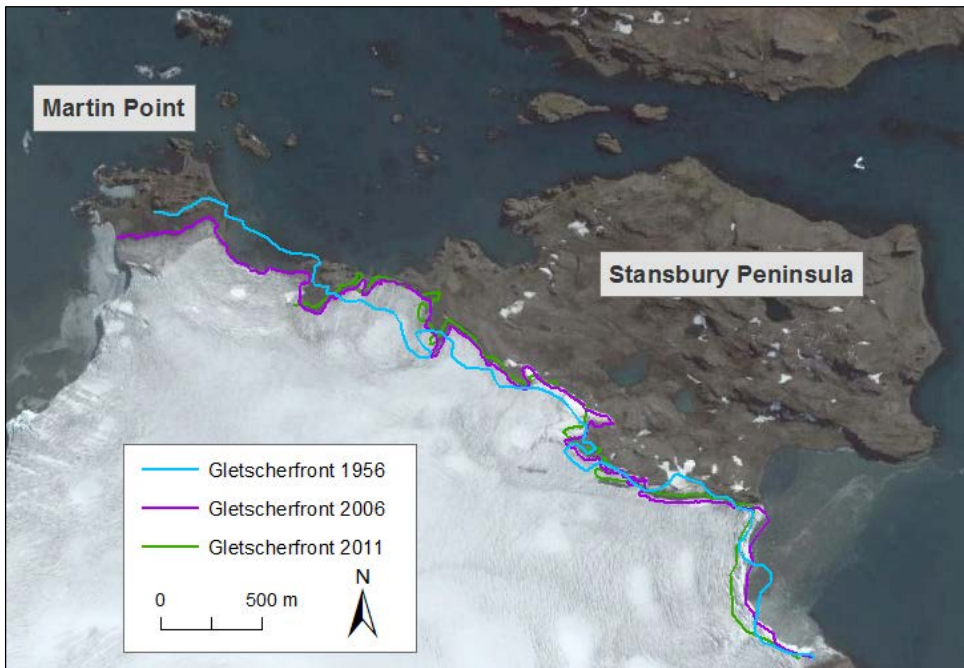 Martin Point
Stansbury Peninsula
Gletscherfront 1956
Gletscherfront 2006
Gletscherfront 2011
0 500 m
N